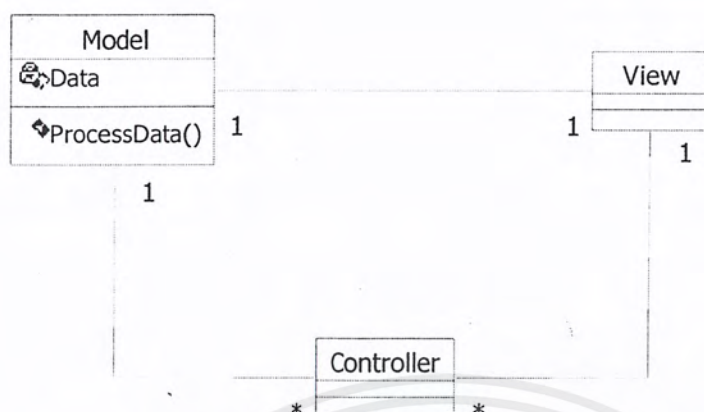 Model
Data
ProcessData()
View
1
1
1
1
Controller
*
*